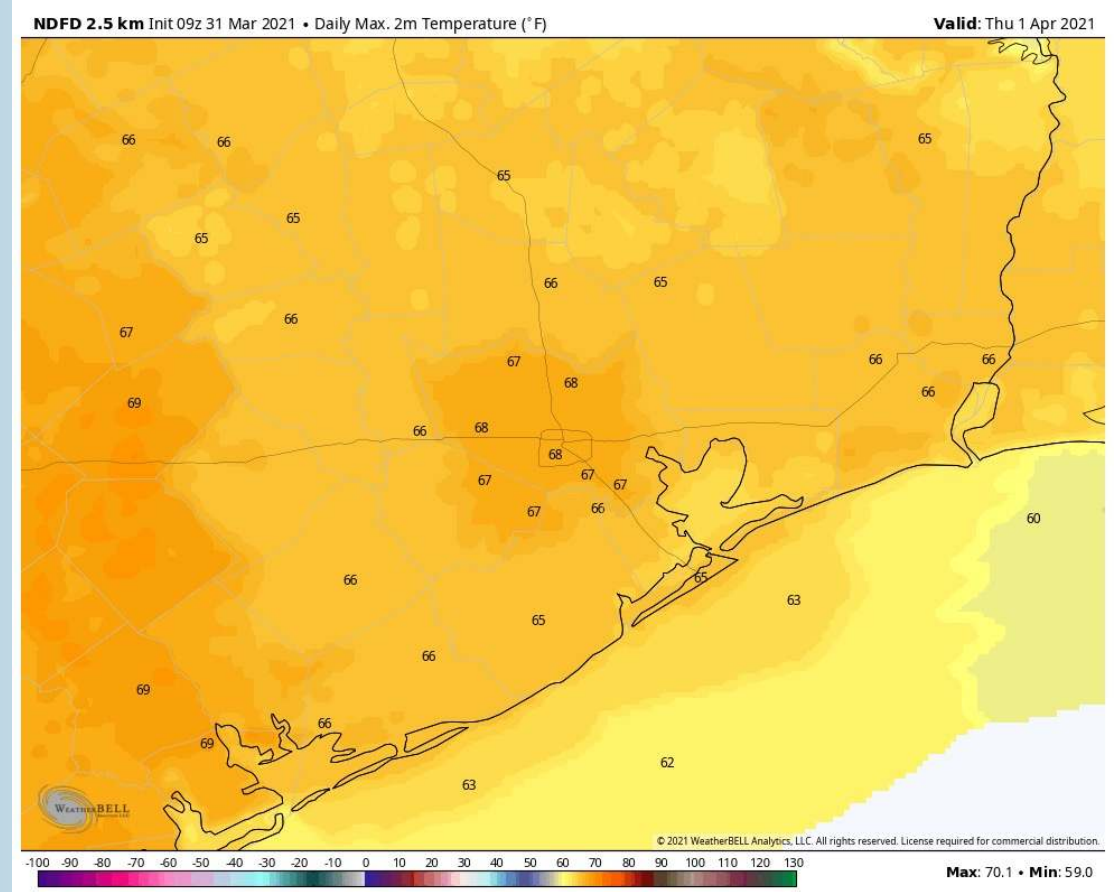 NDFD 2.5 km Init 09z 31 Mar 2021 • Daily Max. 2m Temperature (°F) Valid: Thu 1 Apr 2021
66 66 65
65
65
65
66 65
66
67
67 66 66
68 66
69
66 68
68
67 67 67
67 66
60
66 65
63
65
66
69
66
69
62
63
WEATHERBELL
© 2021 WeatherBELL Analytics, LLC. All rights reserved. License required for commercial distribution.
-100 -90 -80 -70 -60 -50 -40 -30 -20 -10 0 10 20 30 40 50 60 70 80 90 100 110 120 130
Max: 70.1 • Min: 59.0